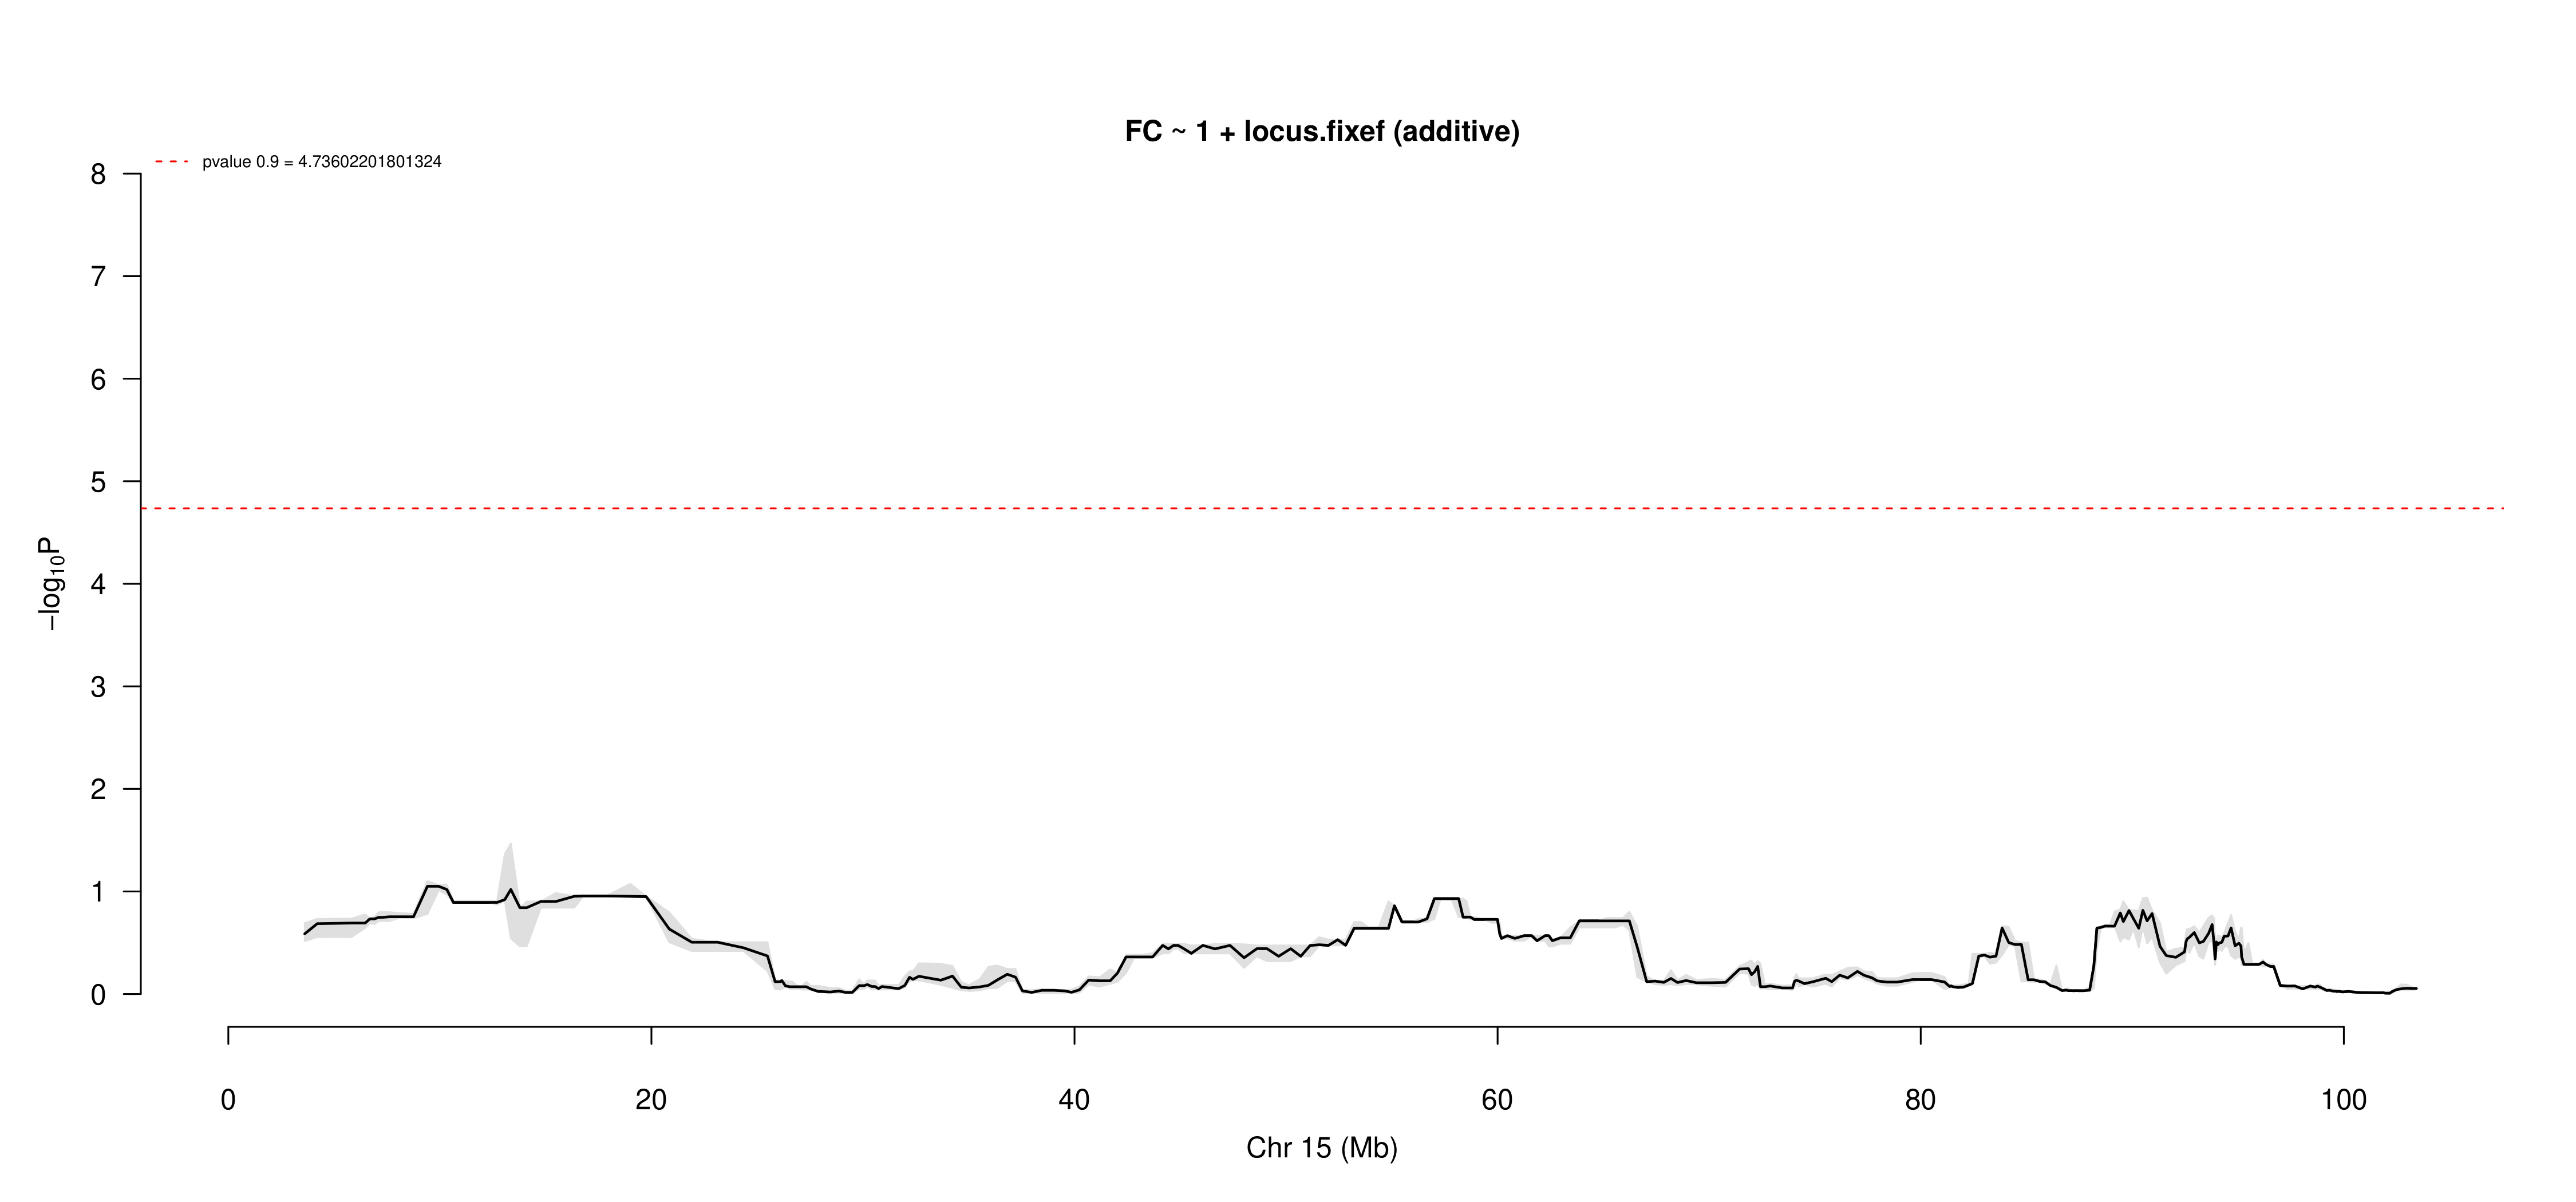 FC ~ 1 + locus.fixef (additive)
pvalue 0.9 = 4.73602201801324
8
7
6
5
4
3
2
1
0
−log10P
0 20 40 60 80 100
Chr 15 (Mb)